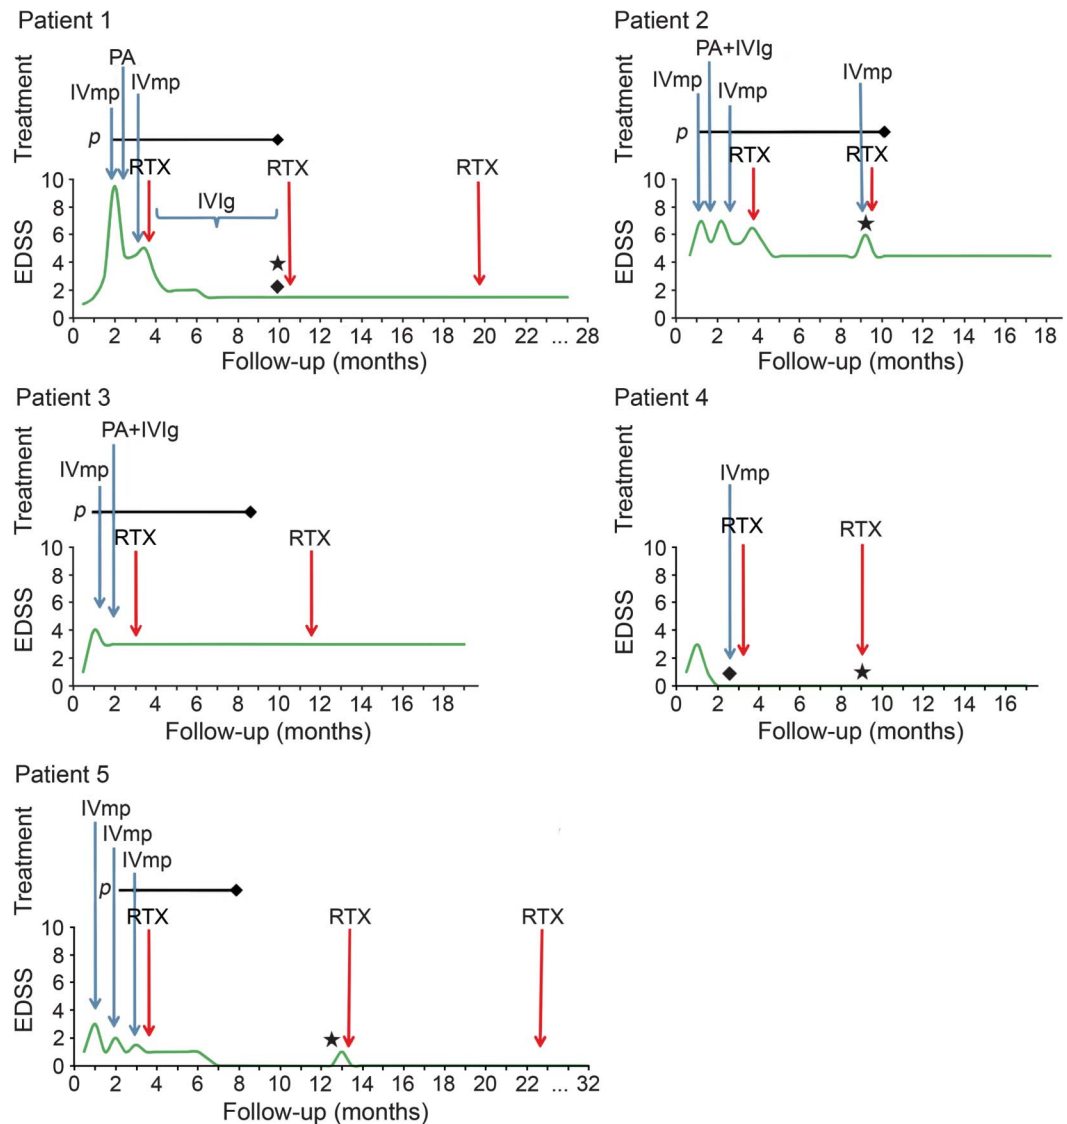 Patient 1
Treatment
PA
IVmp
IVmp
p
RTX
RTX
RTX
IVIg
EDSS
10
8
6
4
2
0
0 2 4 6 8 10 12 14 16 18 20 22 ... 28
Follow-up (months)
Patient 2
Treatment
PA+IVIg
IVmp
IVmp
IVmp
p
RTX
RTX
EDSS
10
8
6
4
2
0
0 2 4 6 8 10 12 14 16 18
Follow-up (months)
Patient 3
Treatment
PA+IVIg
IVmp
p
RTX
RTX
EDSS
10
8
6
4
2
0
0 2 4 6 8 10 12 14 16 18
Follow-up (months)
Patient 4
Treatment
IVmp
RTX
RTX
EDSS
10
8
6
4
2
0
0 2 4 6 8 10 12 14 16
Follow-up (months)
Patient 5
Treatment
IVmp
IVmp
IVmp
p
RTX
RTX
RTX
EDSS
10
8
6
4
2
0
0 2 4 6 8 10 12 14 16 18 20 22 ... 32
Follow-up (months)